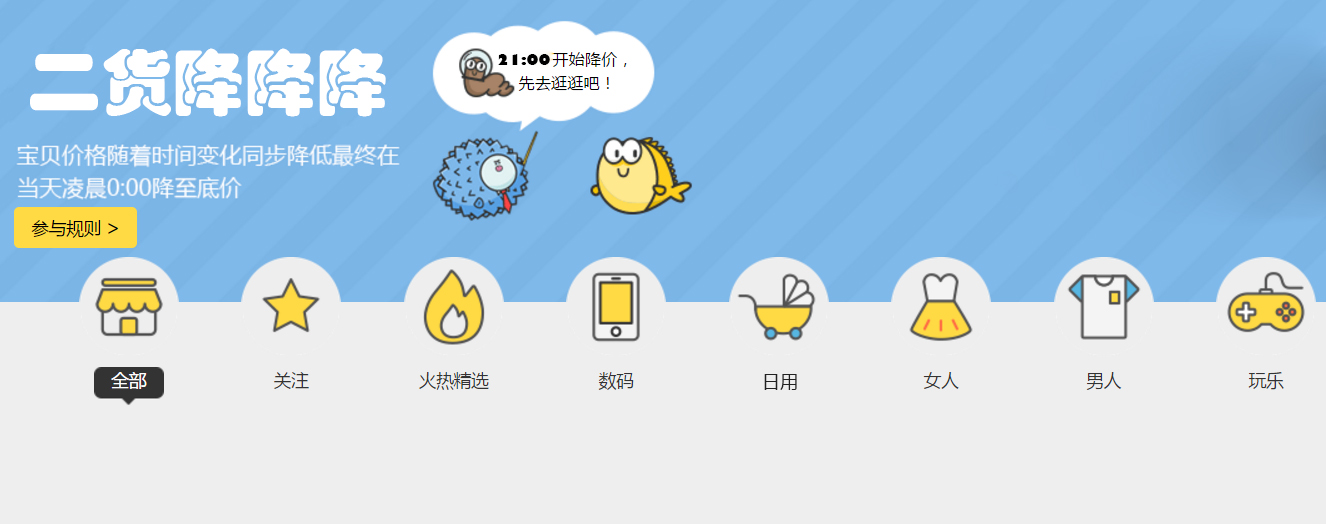 二货降降降
21:00开始降价，
先去逛逛吧！
宝贝价格随着时间变化同步降低最终在
当天凌晨0:00降至底价
参与规则 >
全部
关注
火热精选
数码
日用
女人
男人
玩乐